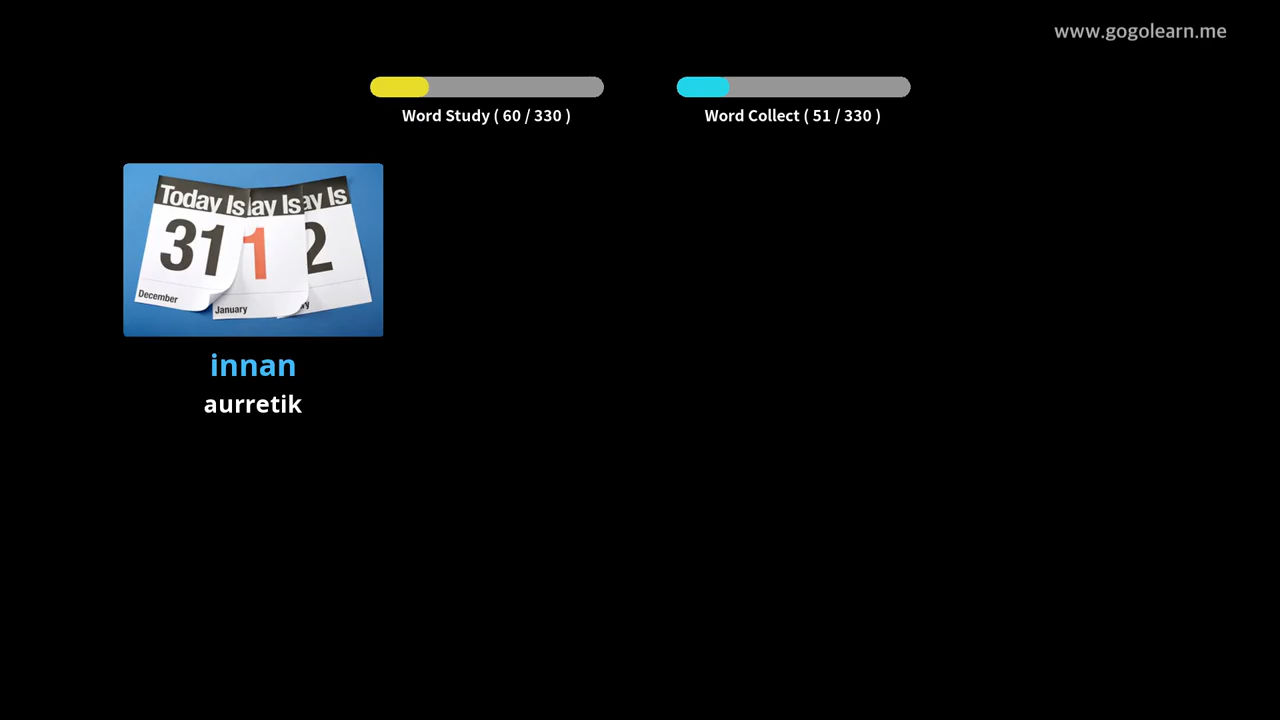 www.gogolearn.me
Word Study ( 60 / 330 )
Word Collect ( 51 / 330 )
Today Is
ay Is
ay Is
31
1
2
December
January
innan
aurretik